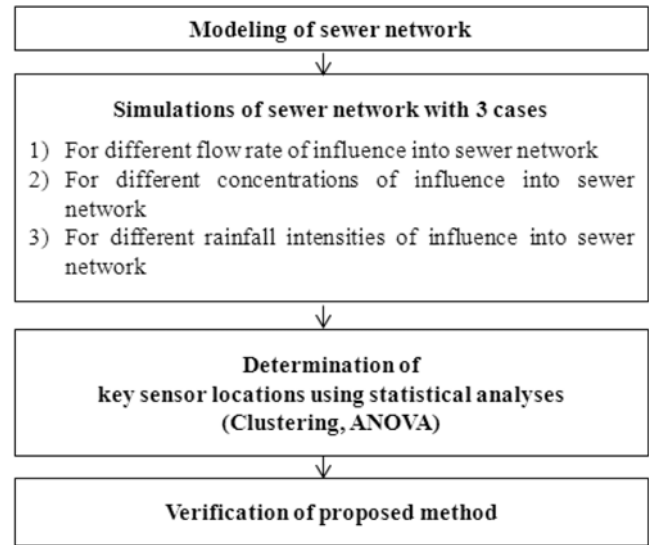 Modeling of sewer network
Simulations of sewer network with 3 cases
1) For different flow rate of influence into sewer network
2) For different concentrations of influence into sewer
network
3) For different rainfall intensities of influence into sewer
network
Determination of
key sensor locations using statistical analyses
(Clustering, ANOVA)
Verification of proposed method